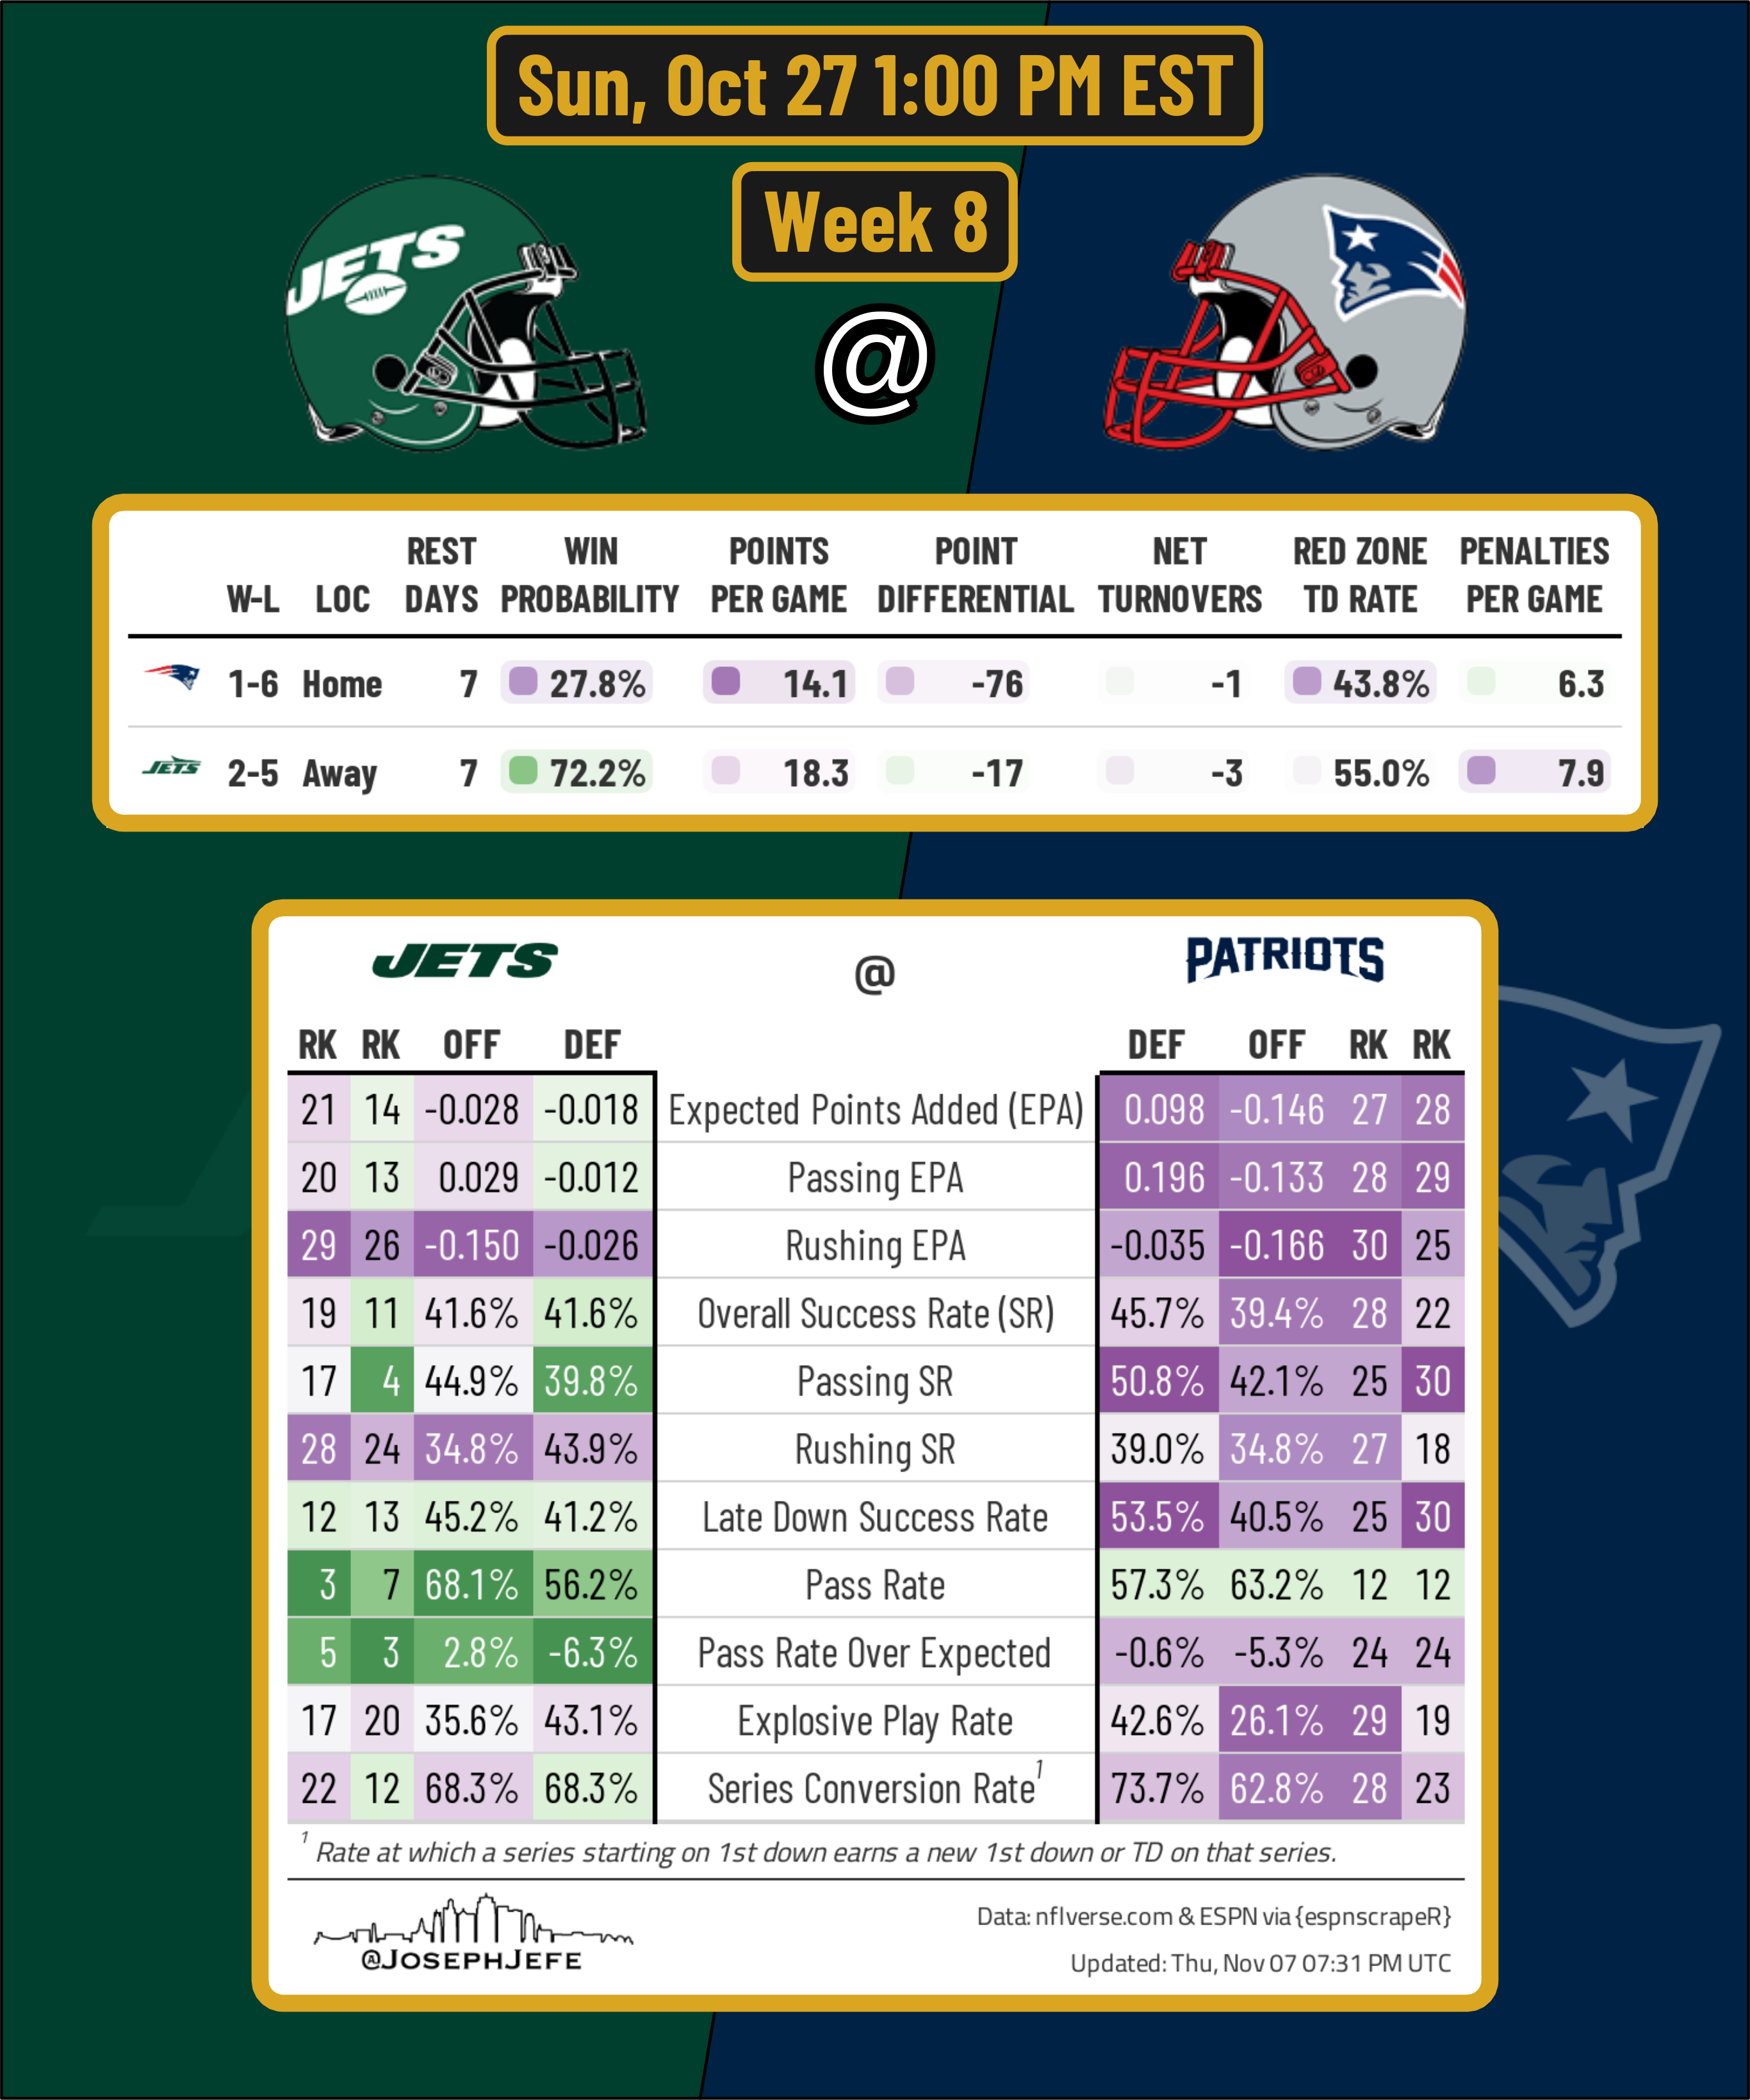 Sun, Oct 27 1:00 PM EST
Week 8
JETS
@
REST WIN POINTS POINT NET RED ZONE PENALTIES
W-L LOC DAYS PROBABILITY PER GAME DIFFERENTIAL TURNOVERS TD RATE PER GAME
1-6 Home 7 27.8% 14.1 -76 -1 43.8% 6.3
JETS 2-5 Away 7 72.2% 18.3 -17 -3 55.0% 7.9
JETS @ PATRIOTS
RK RK OFF DEF DEF OFF RK RK
21 14 -0.028 -0.018 Expected Points Added (EPA) 0.098 -0.146 27 28
20 13 0.029 -0.012 Passing EPA 0.196 -0.133 28 29
29 26 -0.150 -0.026 Rushing EPA -0.035 -0.166 30 25
19 11 41.6% 41.6% Overall Success Rate (SR) 45.7% 39.4% 28 22
17 4 44.9% 39.8% Passing SR 50.8% 42.1% 25 30
28 24 34.8% 43.9% Rushing SR 39.0% 34.8% 27 18
12 13 45.2% 41.2% Late Down Success Rate 53.5% 40.5% 25 30
3 7 68.1% 56.2% Pass Rate 57.3% 63.2% 12 12
5 3 2.8% -6.3% Pass Rate Over Expected -0.6% -5.3% 24 24
17 20 35.6% 43.1% Explosive Play Rate 42.6% 26.1% 29 19
22 12 68.3% 68.3% Series Conversion Rate¹ 73.7% 62.8% 28 23
¹ Rate at which a series starting on 1st down earns a new 1st down or TD on that series.
@JOSEPHJEFE
Data: nflverse.com & ESPN via {espnscrapeR}
Updated: Thu, Nov 07 07:31 PM UTC